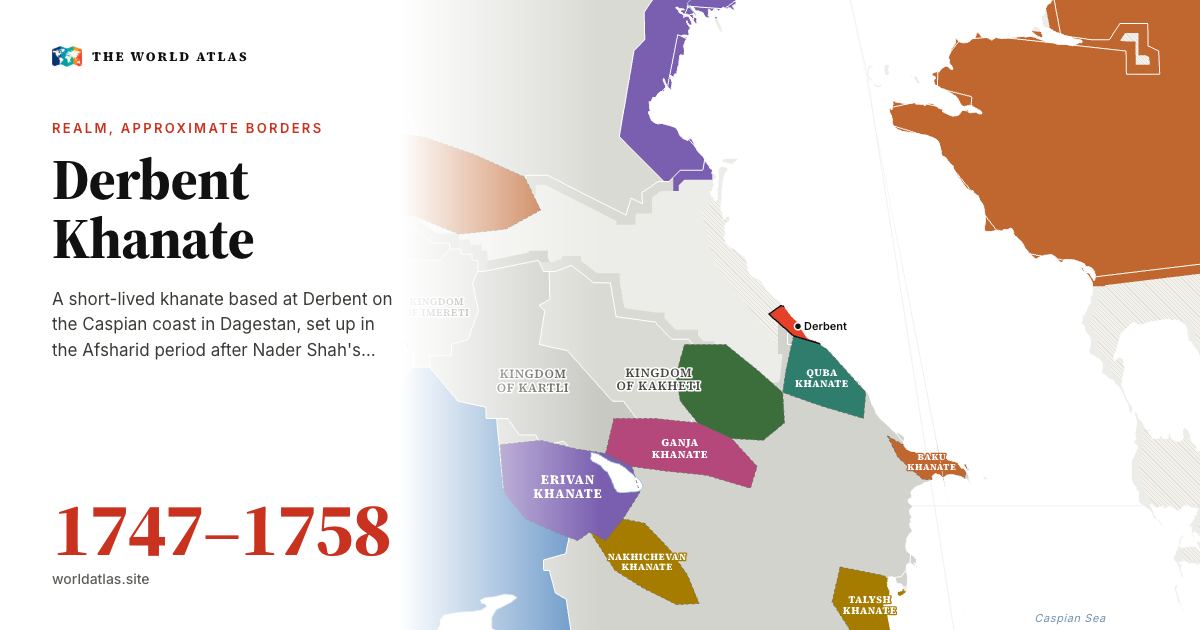 THE WORLD ATLAS
REALM, APPROXIMATE BORDERS
Derbent
Khanate
A short-lived khanate based at Derbent on
the Caspian coast in Dagestan, set up in
the Afsharid period after Nader Shah's...
1747–1758
worldatlas.site
KINGDOM
OF IMERETI
KINGDOM
OF KARTLI
KINGDOM
OF KAKHETI
Derbent
QUBA
KHANATE
GANJA
KHANATE
BAKU
KHANATE
ERIVAN
KHANATE
NAKHICHEVAN
KHANATE
TALYSH
KHANATE
Caspian Sea